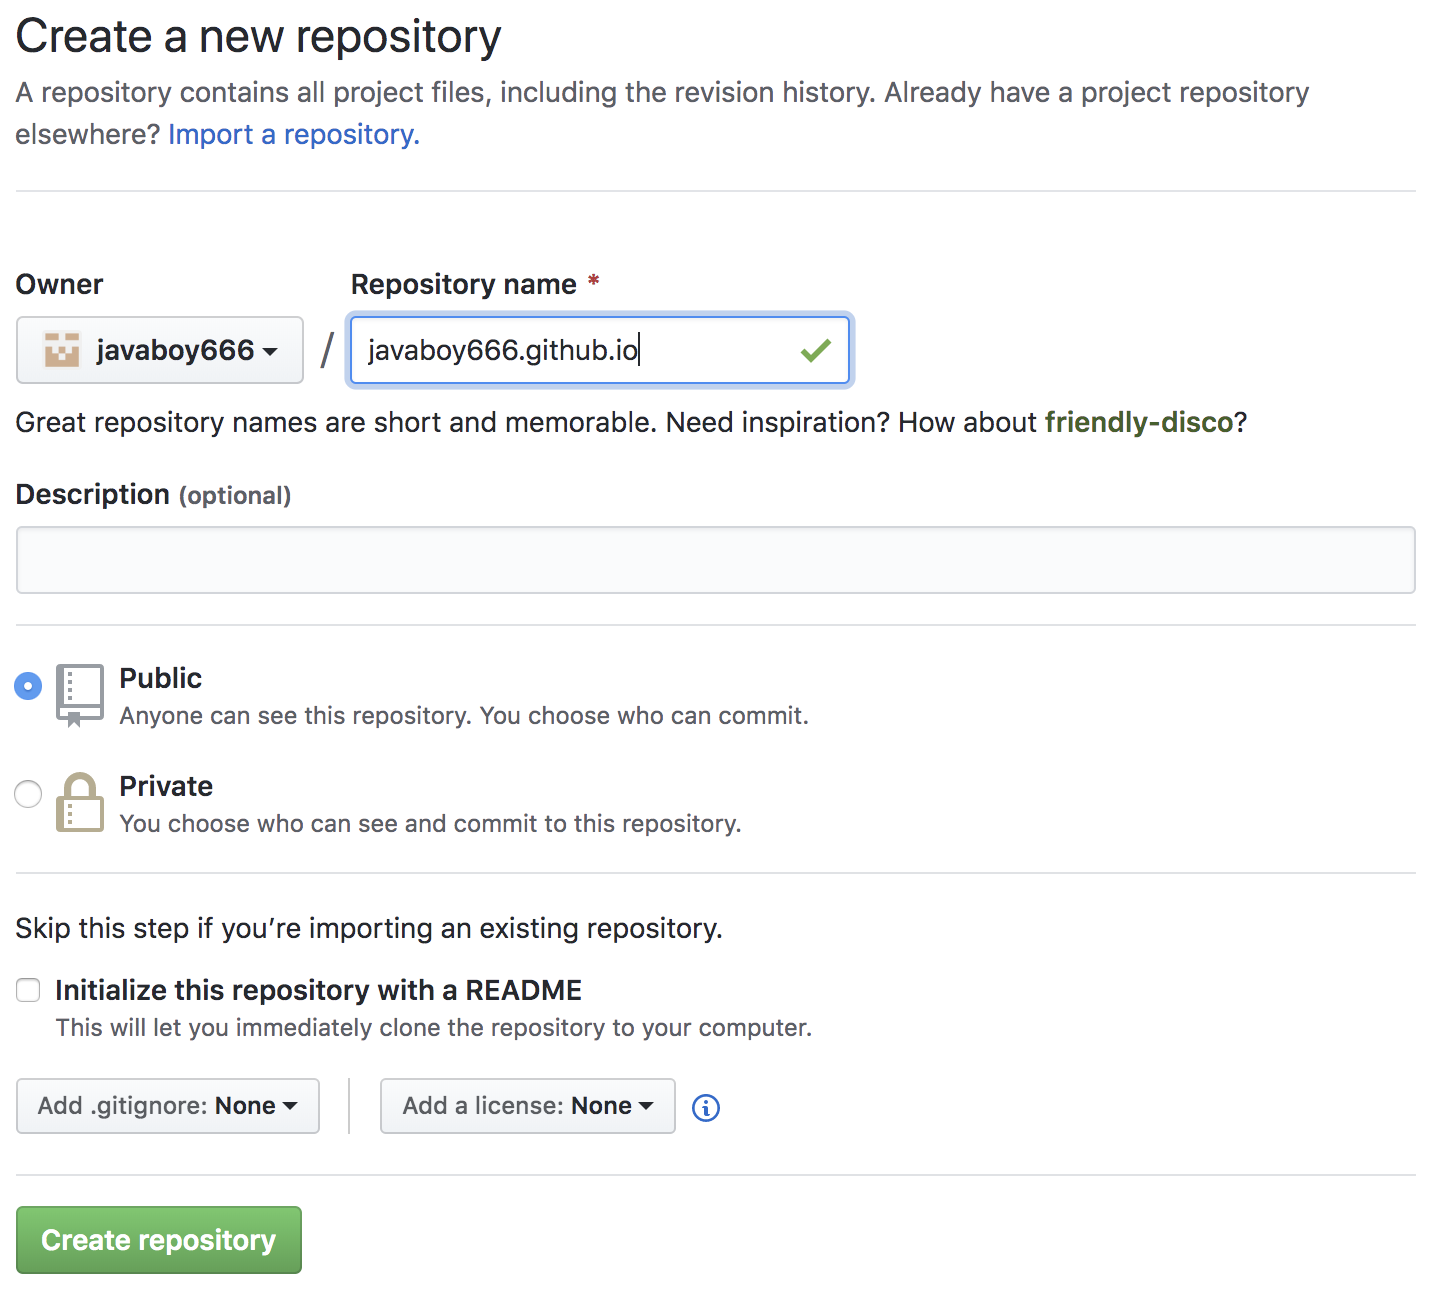 Create a new repository
A repository contains all project files, including the revision history. Already have a project repository
elsewhere? Import a repository.
Owner
Repository name *
javaboy666
/
javaboy666.github.io
Great repository names are short and memorable. Need inspiration? How about friendly-disco?
Description (optional)
Public
Anyone can see this repository. You choose who can commit.
Private
You choose who can see and commit to this repository.
Skip this step if you’re importing an existing repository.
Initialize this repository with a README
This will let you immediately clone the repository to your computer.
Add .gitignore: None
Add a license: None
Create repository